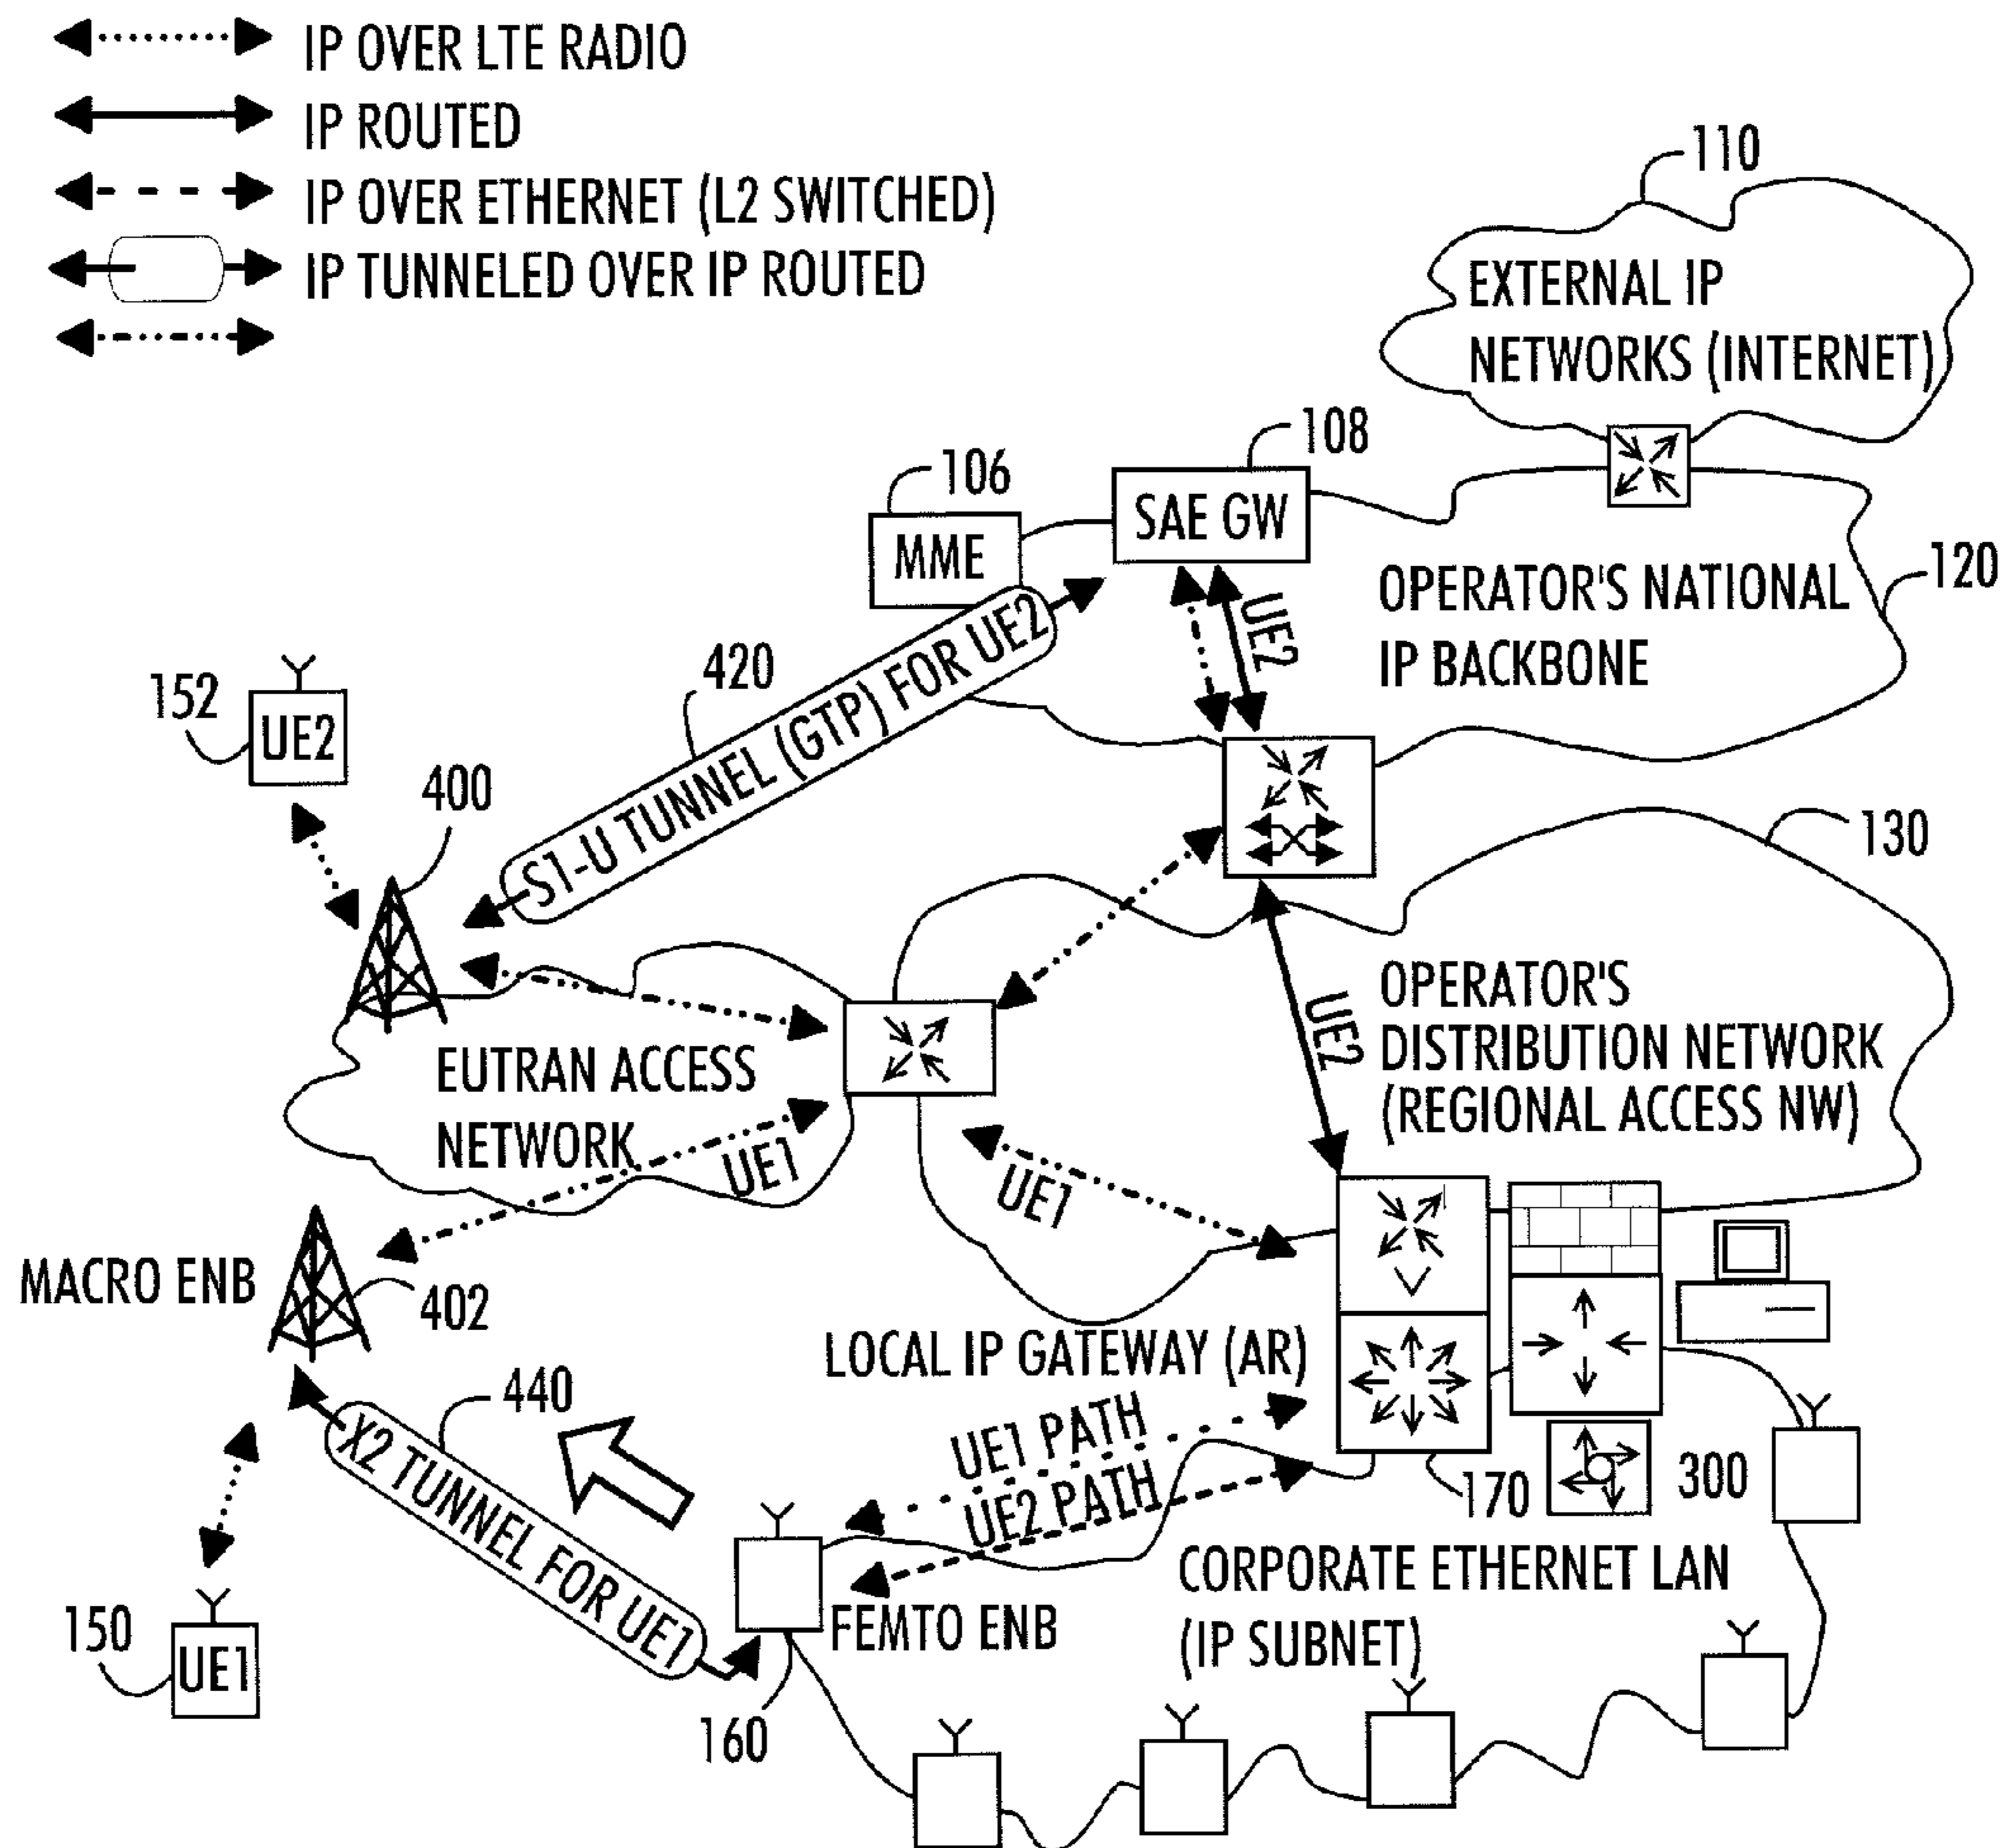 IP OVER LTE RADIO
IP ROUTED
IP OVER ETHERNET (L2 SWITCHED)
IP TUNNELED OVER IP ROUTED
110
EXTERNAL IP
NETWORKS (INTERNET)
108
106
SAE GW
MME
120
OPERATOR'S NATIONAL
IP BACKBONE
UE2
420
S1-U TUNNEL (GTP) FOR UE2
152
UE2
400
130
OPERATOR'S
DISTRIBUTION NETWORK
(REGIONAL ACCESS NW)
UE2
EUTRAN ACCESS
NETWORK
UE1
UE1
MACRO ENB
402
LOCAL IP GATEWAY (AR)
440
X2 TUNNEL FOR UE1
UE1 PATH
UE2 PATH
170
300
CORPORATE ETHERNET LAN
(IP SUBNET)
FEMTO ENB
150
UE1
160